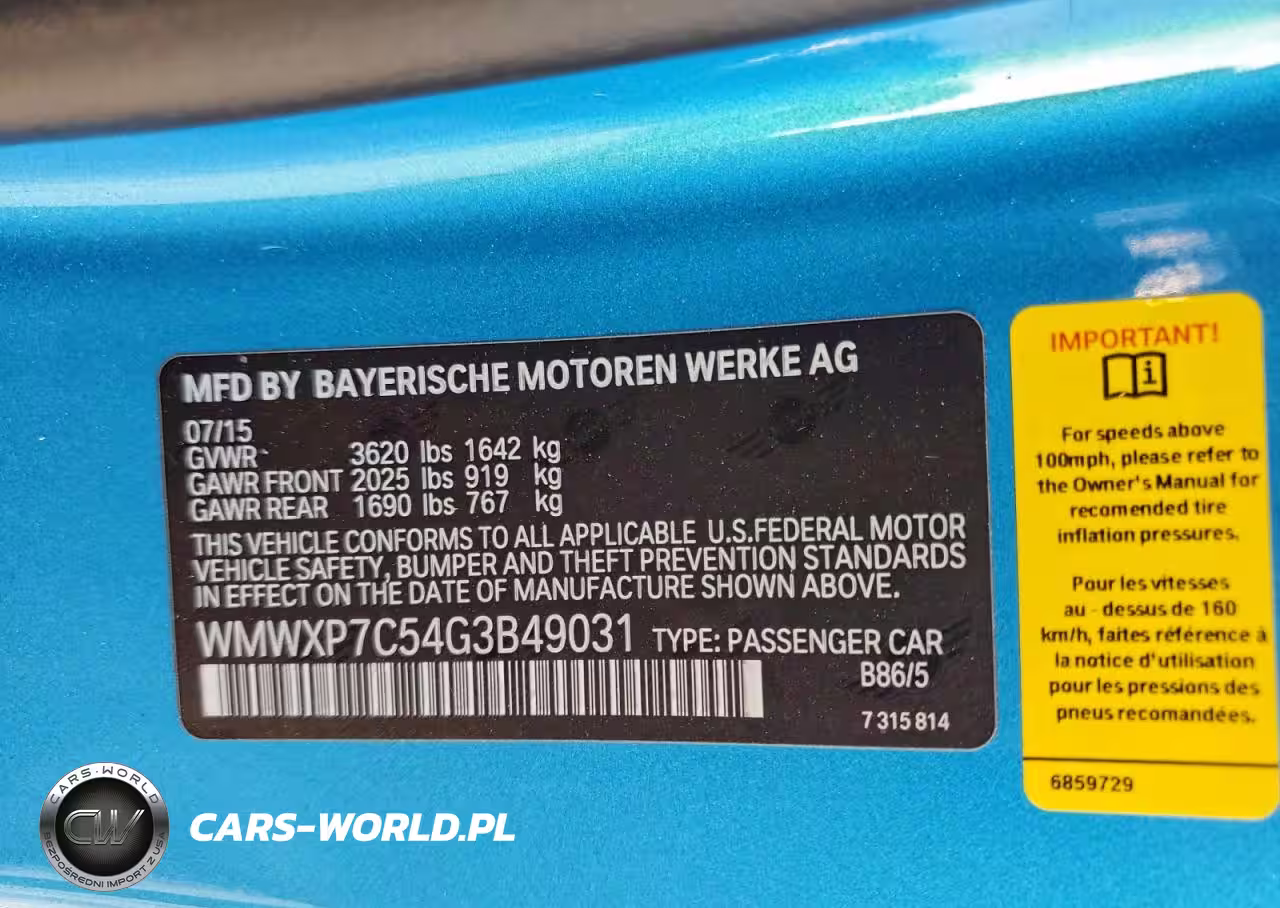 MFD BY BAYERISCHE MOTOREN WERKE AG
07/15
GVWR 3620 lbs 1642 kg
GAWR FRONT 2025 lbs 919 kg
GAWR REAR 1690 lbs 767 kg
THIS VEHICLE CONFORMS TO ALL APPLICABLE U.S.FEDERAL MOTOR
VEHICLE SAFETY, BUMPER AND THEFT PREVENTION STANDARDS
IN EFFECT ON THE DATE OF MANUFACTURE SHOWN ABOVE.
WMWXP7C54G3B49031 TYPE: PASSENGER CAR
B86/5
7 315 814
IMPORTANT!
For speeds above
100mph, please refer to
the Owner's Manual for
recomended tire
inflation pressures.
Pour les vitesses
au - dessus de 160
km/h, faites référence à
la notice d'utilisation
pour les pressions des
pneus recomandées.
6859729
CARS-WORLD
CW
BEZPOŚREDNI IMPORT Z USA
CARS-WORLD.PL